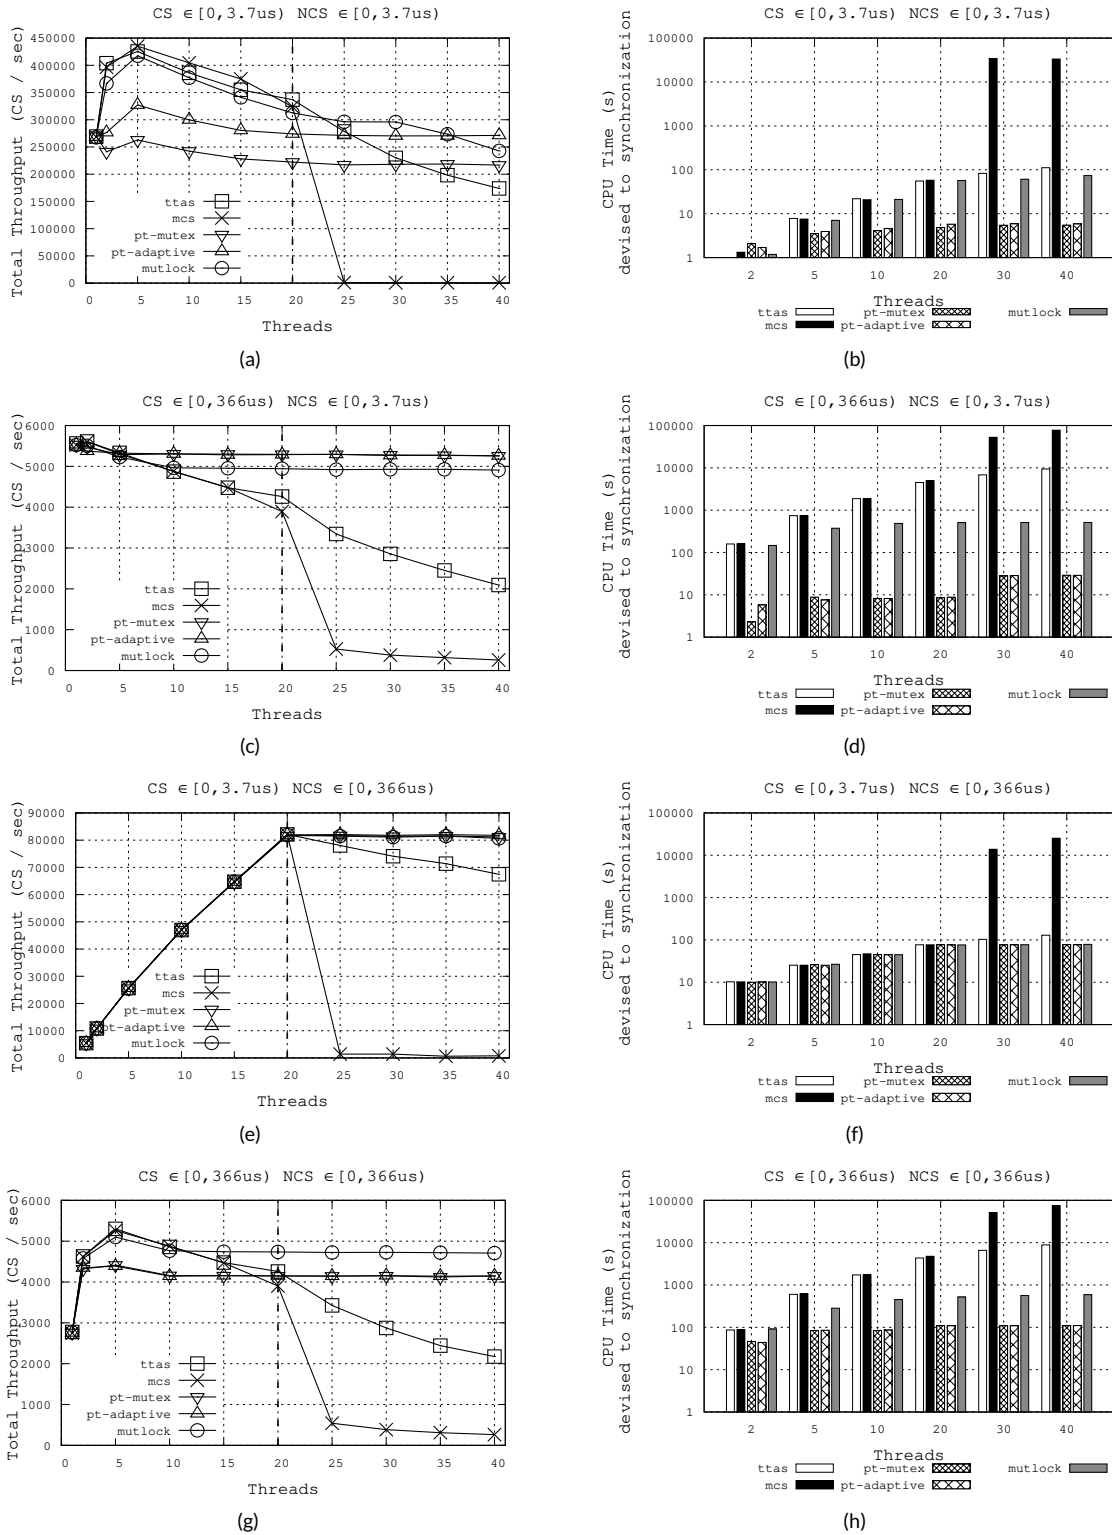 CS ∈[0,3.7us) NCS ∈[0,3.7us)
Total Throughput (CS / sec)
450000
400000
350000
300000
250000
200000
150000
100000
50000
0
ttas
mcs
pt-mutex
pt-adaptive
mutlock
0 5 10 15 20 25 30 35 40
Threads
(a)
CS ∈[0,3.7us) NCS ∈[0,3.7us)
CPU Time (s)
devised to synchronization
100000
10000
1000
100
10
1
2 5 10 20 30 40
Threads
ttas pt-mutex mutlock
mcs pt-adaptive
(b)
CS ∈[0,366us) NCS ∈[0,3.7us)
Total Throughput (CS / sec)
6000
5000
4000
3000
2000
1000
0
ttas
mcs
pt-mutex
pt-adaptive
mutlock
0 5 10 15 20 25 30 35 40
Threads
(c)
CS ∈[0,366us) NCS ∈[0,3.7us)
CPU Time (s)
devised to synchronization
100000
10000
1000
100
10
1
2 5 10 20 30 40
Threads
ttas pt-mutex mutlock
mcs pt-adaptive
(d)
CS ∈[0,3.7us) NCS ∈[0,366us)
Total Throughput (CS / sec)
90000
80000
70000
60000
50000
40000
30000
20000
10000
0
ttas
mcs
pt-mutex
pt-adaptive
mutlock
0 5 10 15 20 25 30 35 40
Threads
(e)
CS ∈[0,3.7us) NCS ∈[0,366us)
CPU Time (s)
devised to synchronization
100000
10000
1000
100
10
1
2 5 10 20 30 40
Threads
ttas pt-mutex mutlock
mcs pt-adaptive
(f)
CS ∈[0,366us) NCS ∈[0,366us)
Total Throughput (CS / sec)
6000
5000
4000
3000
2000
1000
0
ttas
mcs
pt-mutex
pt-adaptive
mutlock
0 5 10 15 20 25 30 35 40
Threads
(g)
CS ∈[0,366us) NCS ∈[0,366us)
CPU Time (s)
devised to synchronization
100000
10000
1000
100
10
1
2 5 10 20 30 40
Threads
ttas pt-mutex mutlock
mcs pt-adaptive
(h)